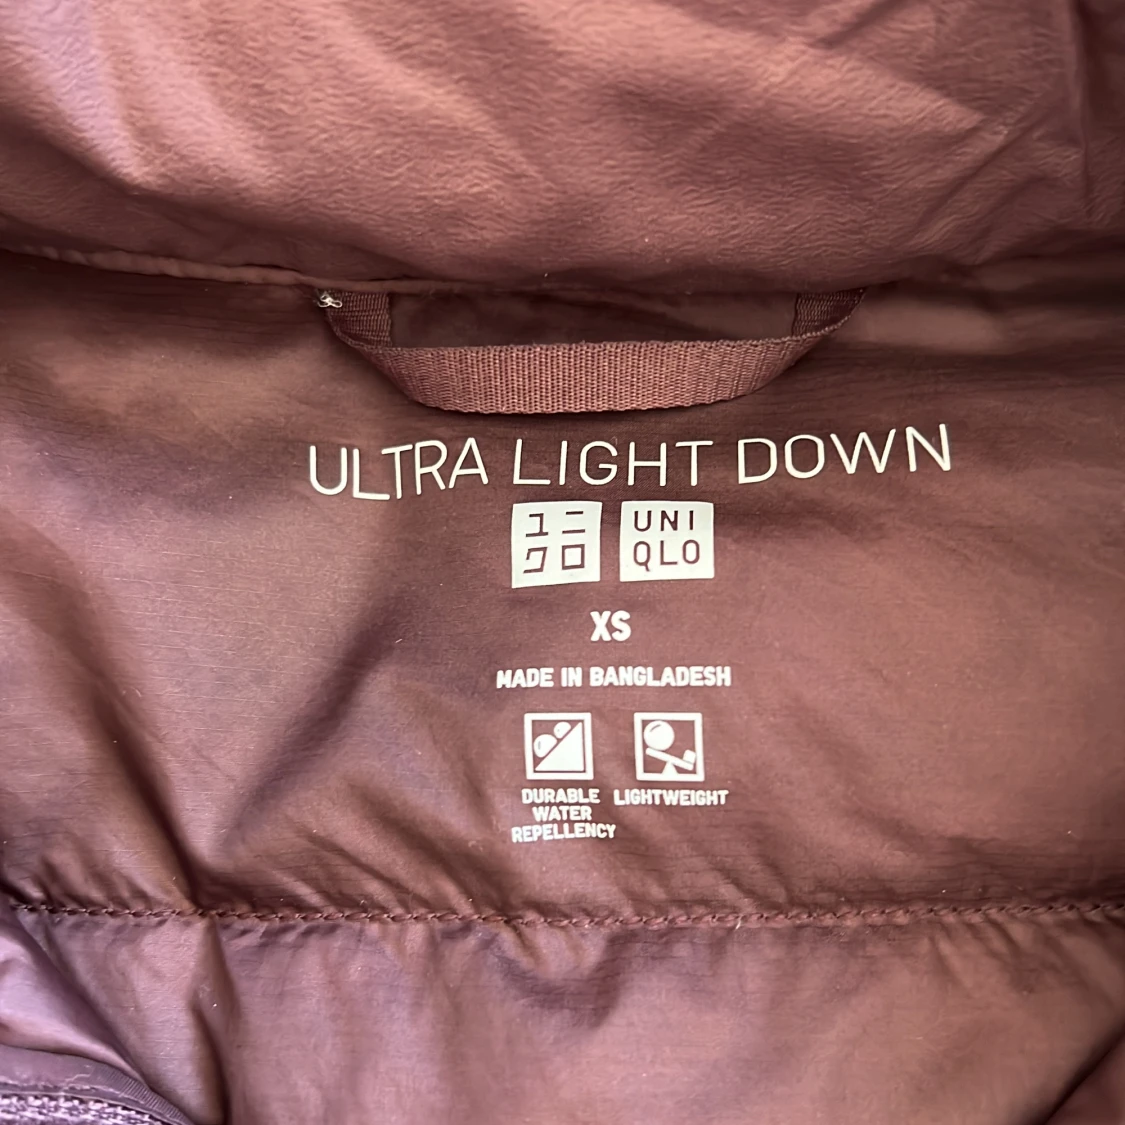 ULTRA LIGHT DOWN
ユニ UNI
クロ QLO
XS
MADE IN BANGLADESH
DURABLE LIGHTWEIGHT
WATER
REPELLENCY